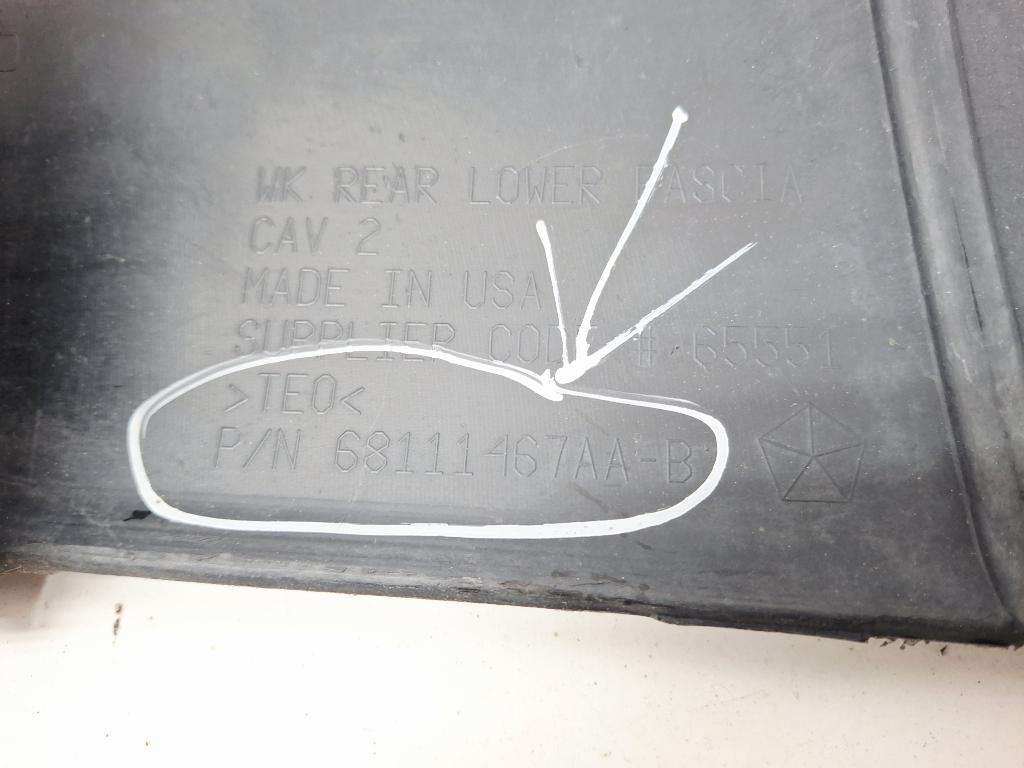 WK REAR LOWER FASCIA
CAV 2
MADE IN USA
SUPPLIER CODE # 65551
>TEO<
P/N 68111467AA-B